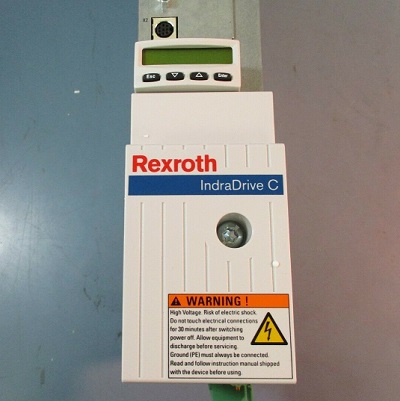 X2
Esc
Enter
Rexroth
IndraDrive C
WARNING !
High Voltage. Risk of electric shock.
Do not touch electrical connections
for 30 minutes after switching
power off. Allow equipment to
discharge before servicing.
Ground (PE) must always be connected.
Read and follow instruction manual shipped
with the device before using.